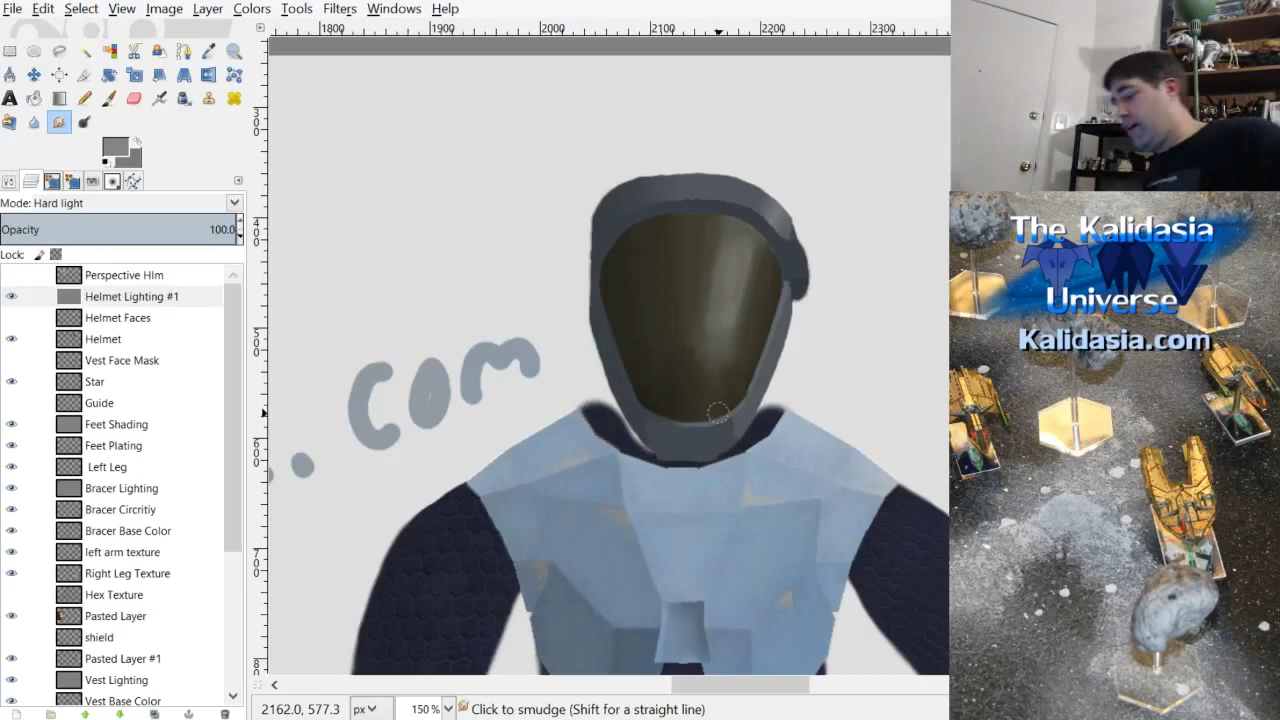 File Edit Select View Image Layer Colors Tools Filters Windows Help
1800 1900 2000 2100 2200 2300
Mode: Hard light
Opacity 100.0
Lock:
Perspective Hlm
Helmet Lighting #1
Helmet Faces
Helmet
Vest Face Mask
Star
Guide
Feet Shading
Feet Plating
Left Leg
Bracer Lighting
Bracer Circritiy
Bracer Base Color
left arm texture
Right Leg Texture
Hex Texture
Pasted Layer
shield
Pasted Layer #1
Vest Lighting
Vest Base Color
400
500
600
700
.com
2162.0, 577.3 px 150 % Click to smudge (Shift for a straight line)
The Kalidasia
Universe
Kalidasia.com